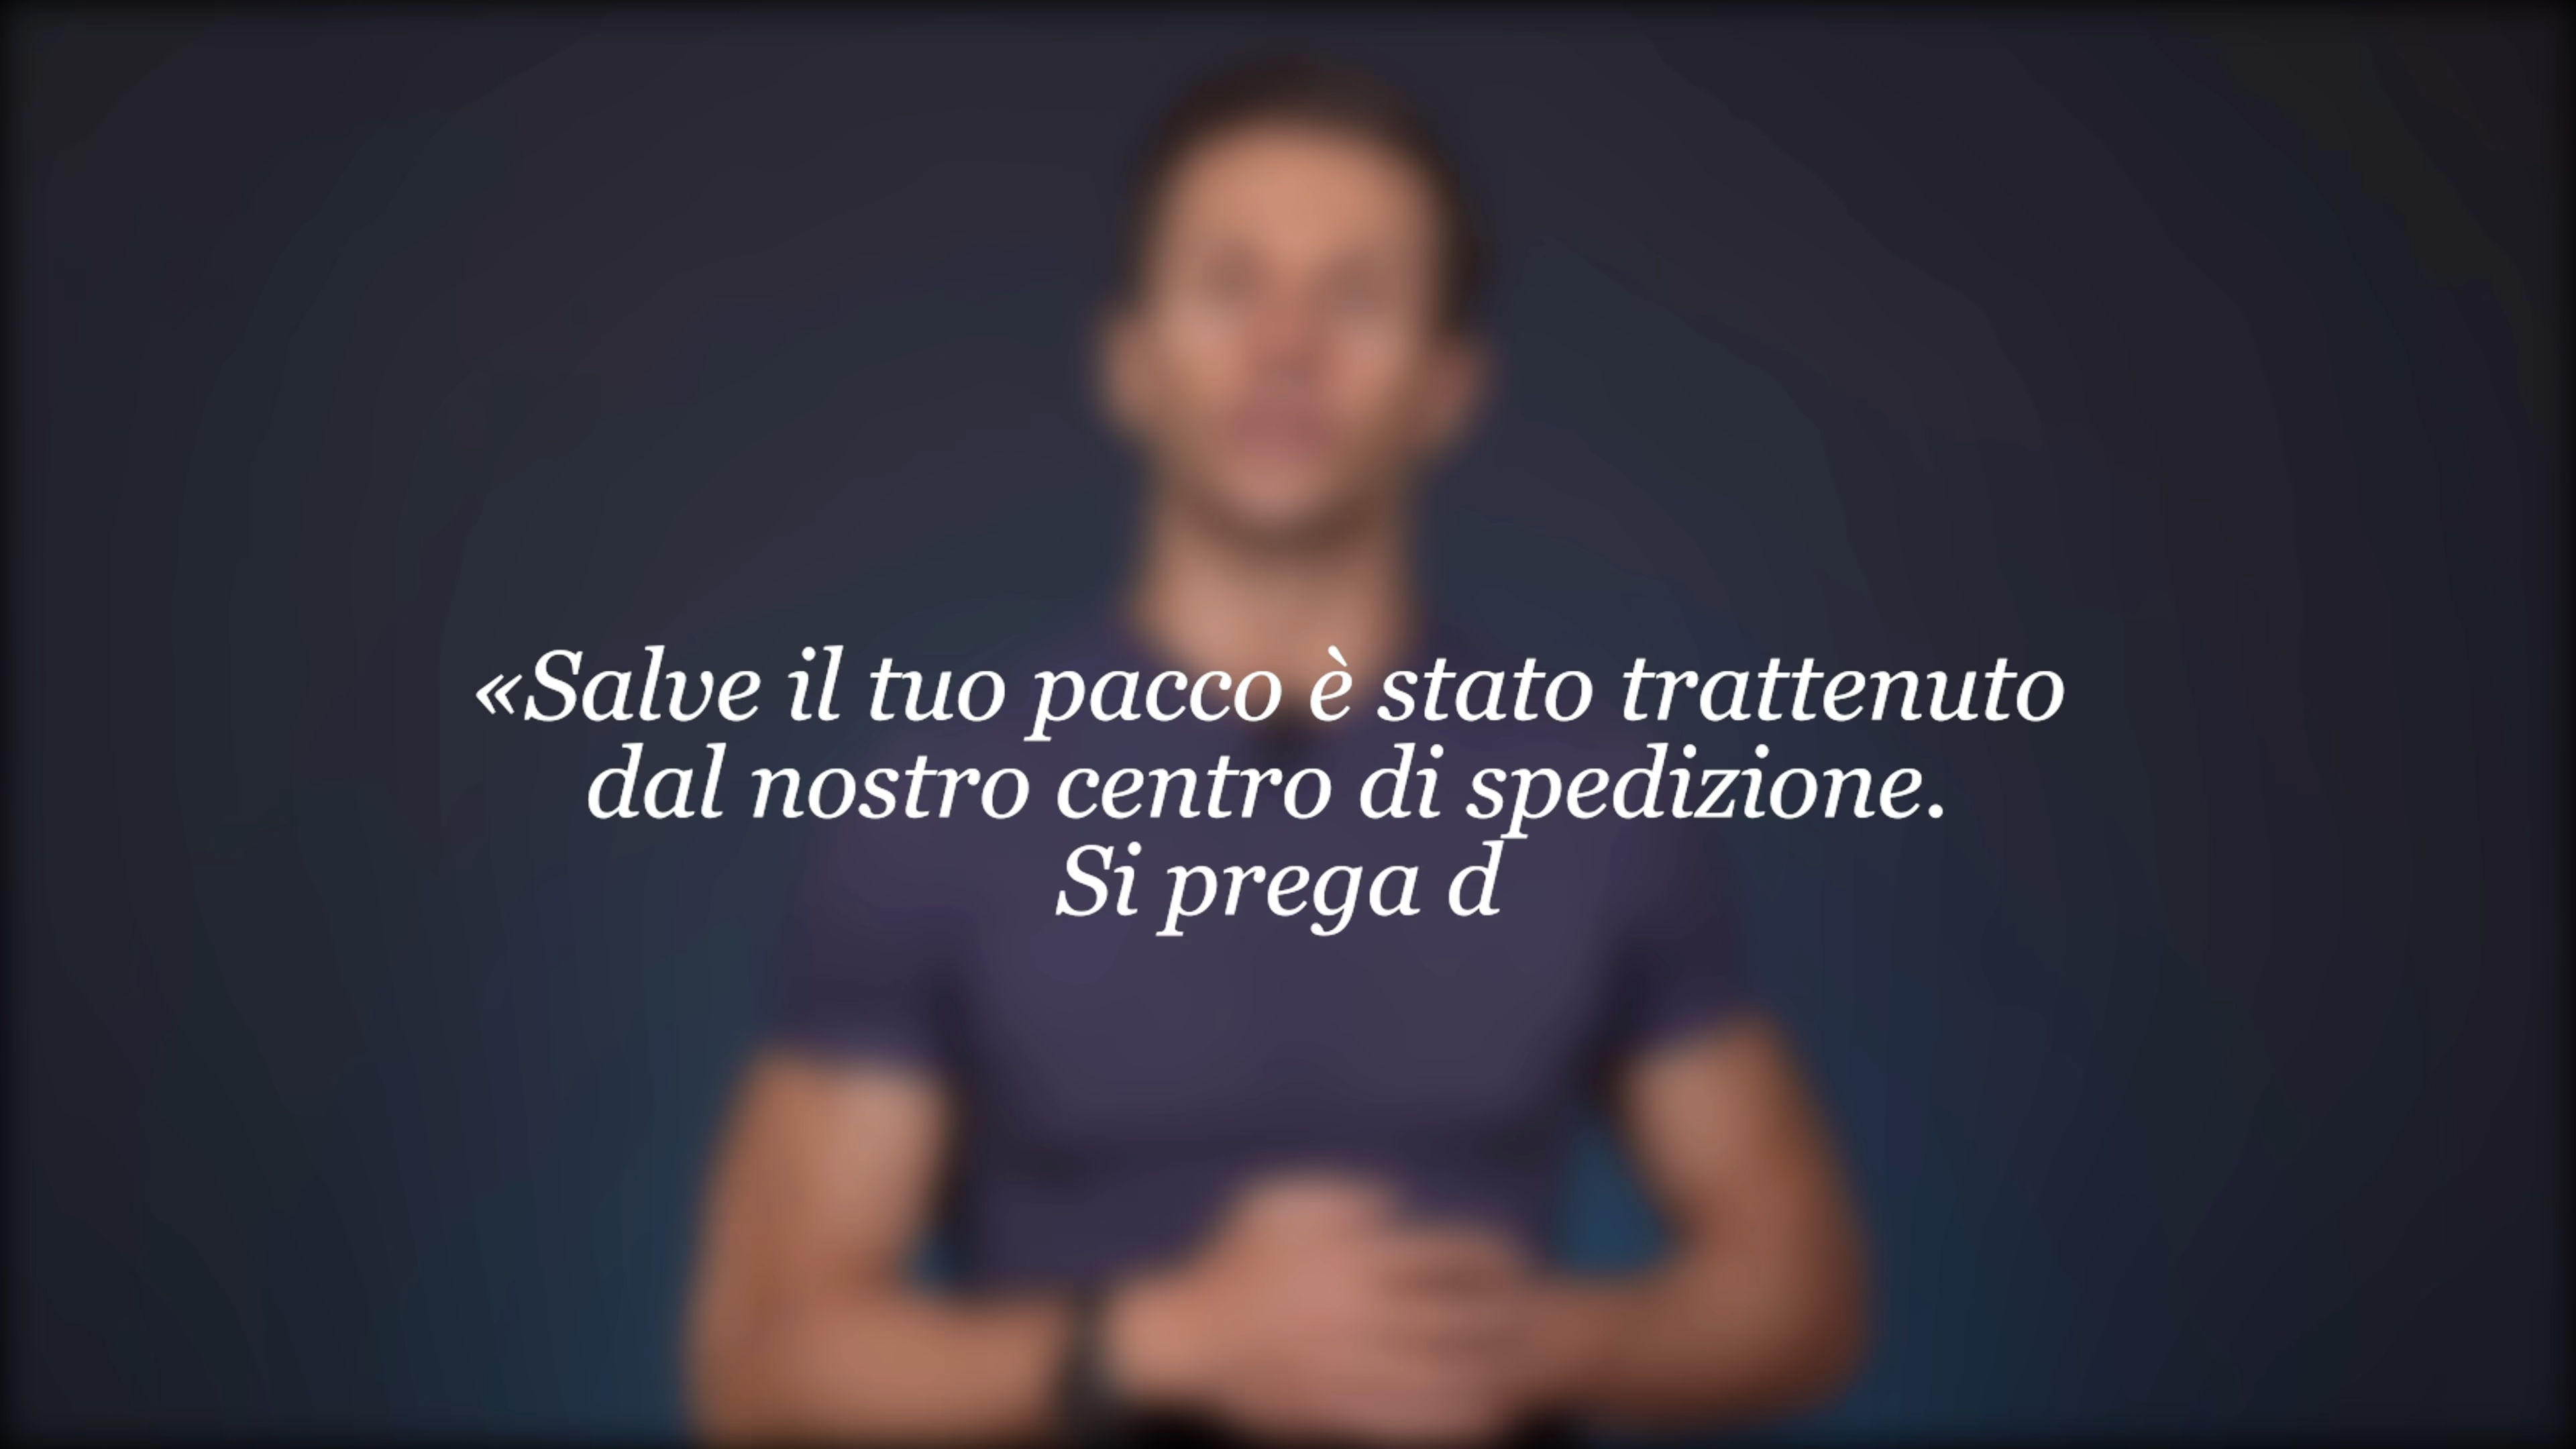 «Salve il tuo pacco è stato trattenuto
dal nostro centro di spedizione.
Si prega d